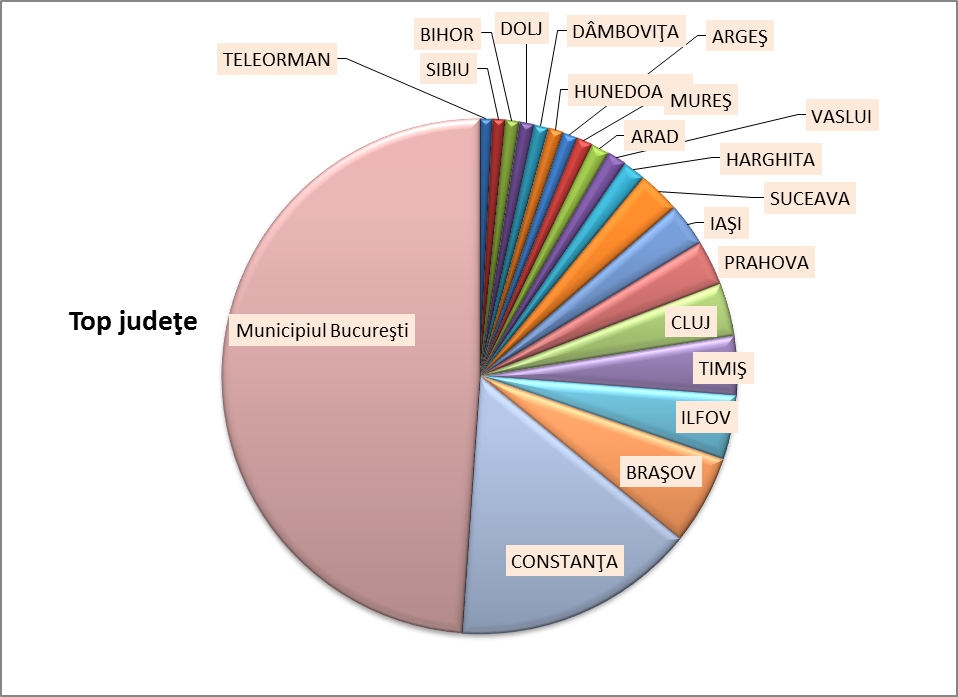 Top judeţe
TELEORMAN
SIBIU
BIHOR
DOLJ
DÂMBOVIŢA
HUNEDOA
ARGEŞ
MUREŞ
ARAD
VASLUI
HARGHITA
SUCEAVA
IAŞI
PRAHOVA
CLUJ
TIMIŞ
ILFOV
BRAŞOV
CONSTANŢA
Municipiul Bucureşti